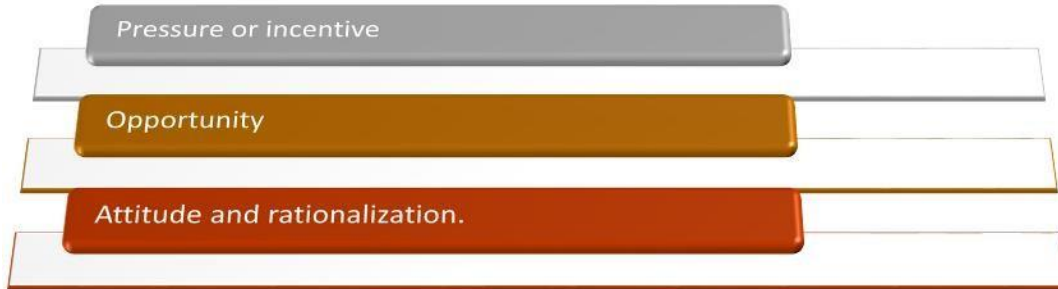 Pressure or incentive
Opportunity
Attitude and rationalization.